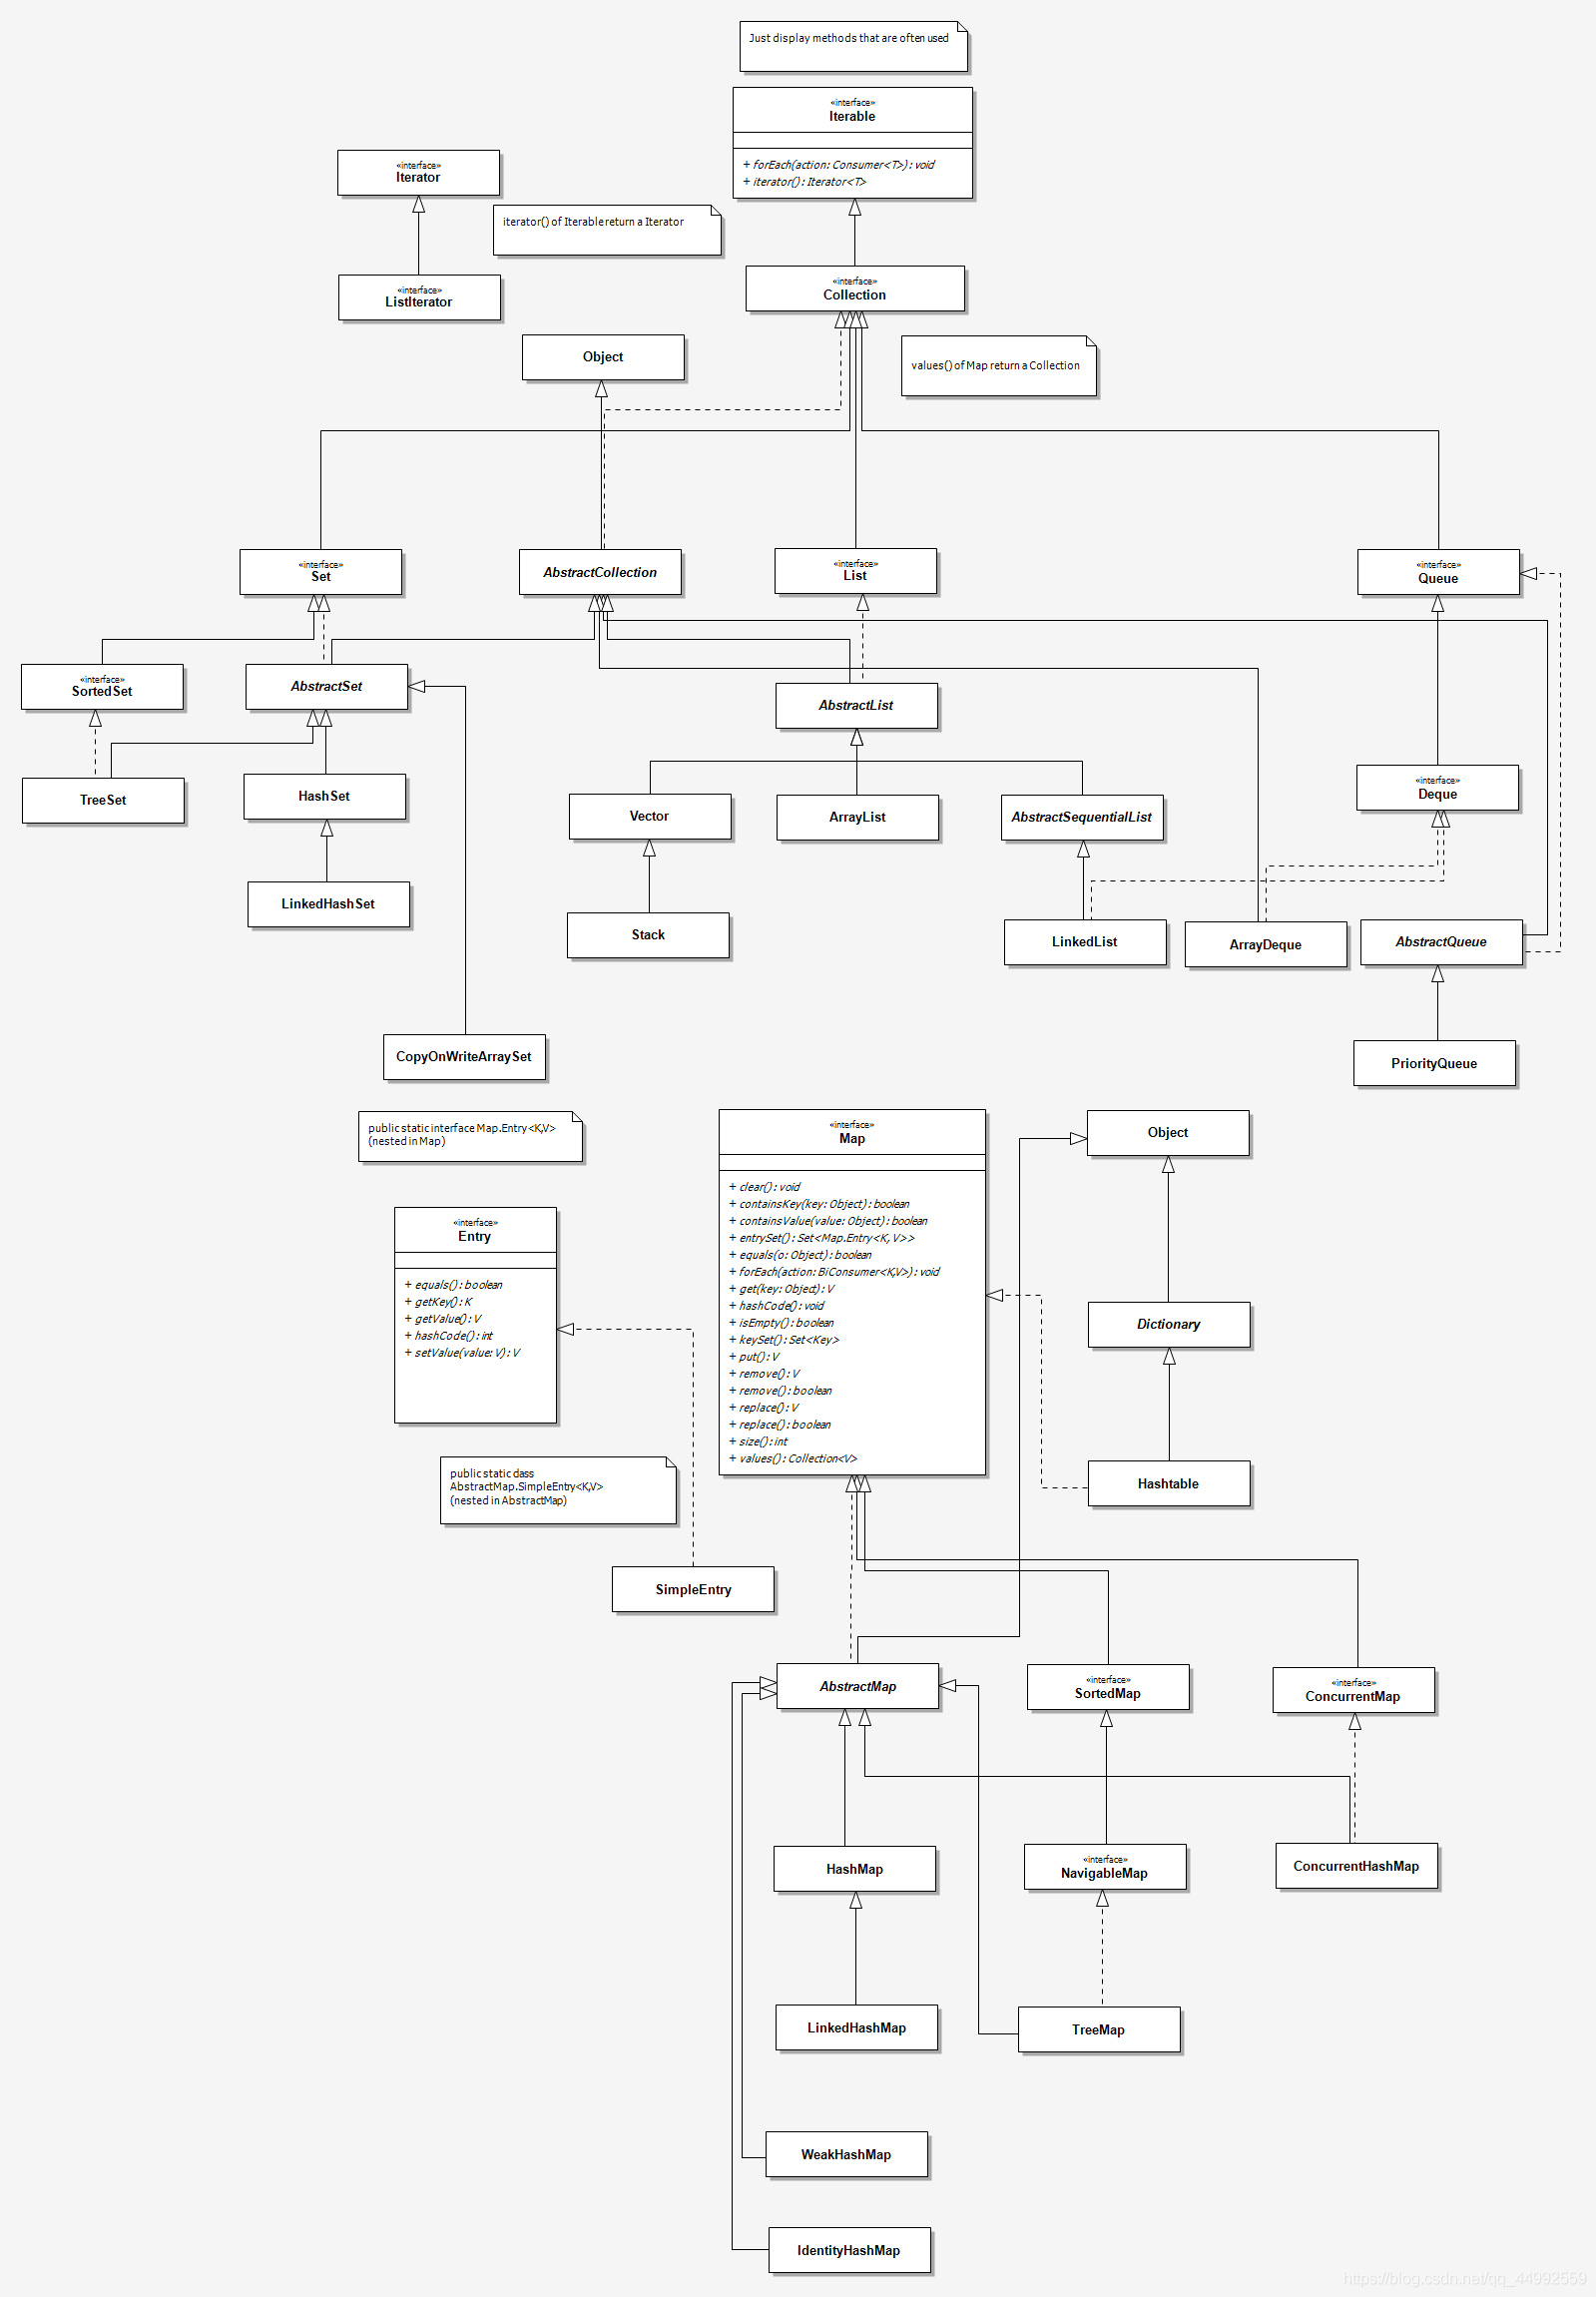 Just display methods that are often used
«interface»
Iterable
+ forEach(action: Consumer<T>): void
+ iterator(): Iterator<T>
«interface»
Iterator
iterator() of Iterable return a Iterator
«interface»
Collection
«interface»
ListIterator
Object
values() of Map return a Collection
«interface»
Set
AbstractCollection
«interface»
List
«interface»
Queue
«interface»
SortedSet
AbstractSet
AbstractList
TreeSet
HashSet
Vector
ArrayList
AbstractSequentialList
«interface»
Deque
LinkedHashSet
Stack
LinkedList
ArrayDeque
AbstractQueue
CopyOnWriteArraySet
PriorityQueue
public static interface Map.Entry<K,V>
(nested in Map)
«interface»
Map
+ clear(): void
+ containsKey(key: Object): boolean
+ containsValue(value: Object): boolean
+ entrySet(): Set<Map.Entry<K, V>>
+ equals(o: Object): boolean
+ forEach(action: BiConsumer<K,V>): void
+ get(key: Object): V
+ hashCode(): void
+ isEmpty(): boolean
+ keySet(): Set<Key>
+ put(): V
+ remove(): V
+ remove(): boolean
+ replace(): V
+ replace(): boolean
+ size(): int
+ values(): Collection<V>
Object
«interface»
Entry
+ equals(): boolean
+ getKey(): K
+ getValue(): V
+ hashCode(): int
+ setValue(value: V): V
Dictionary
public static class
AbstractMap.SimpleEntry<K,V>
(nested in AbstractMap)
Hashtable
SimpleEntry
AbstractMap
«interface»
SortedMap
«interface»
ConcurrentMap
HashMap
«interface»
NavigableMap
ConcurrentHashMap
LinkedHashMap
TreeMap
WeakHashMap
IdentityHashMap
https://blog.csdn.net/qq_44992559